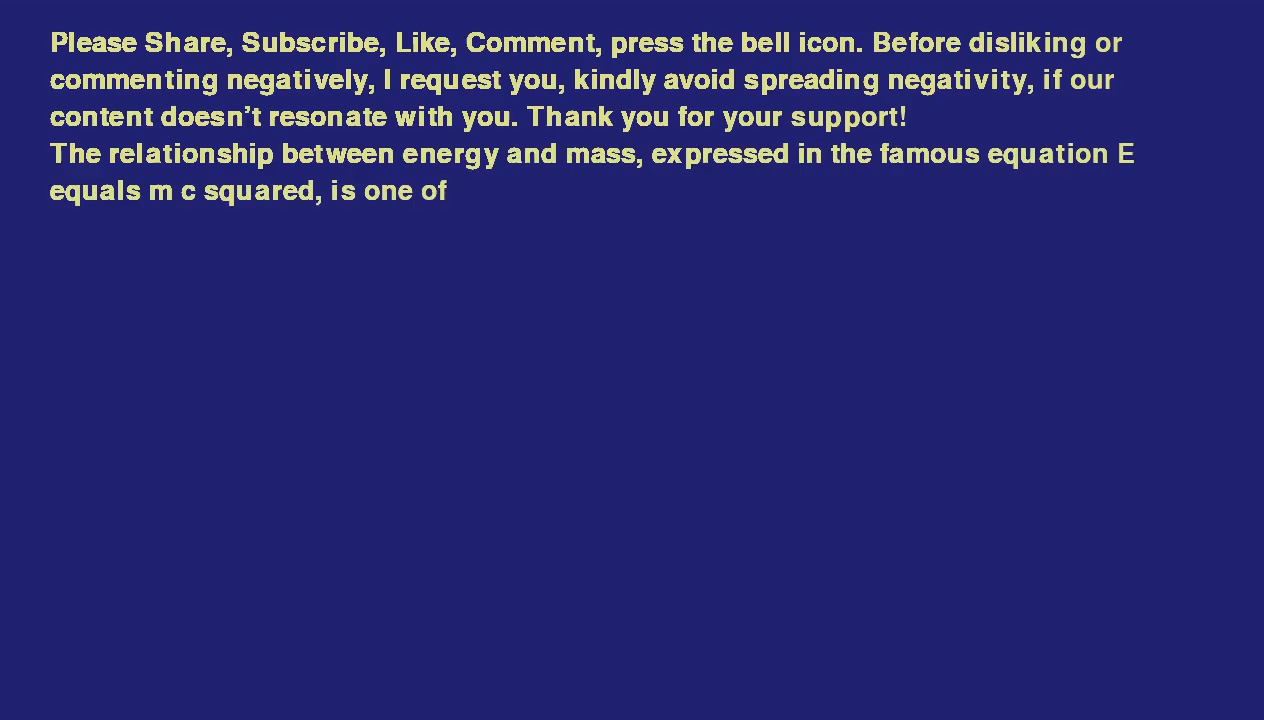 Please Share, Subscribe, Like, Comment, press the bell icon. Before disliking or
commenting negatively, I request you, kindly avoid spreading negativity, if our
content doesn’t resonate with you. Thank you for your support!
The relationship between energy and mass, expressed in the famous equation E
equals m c squared, is one of